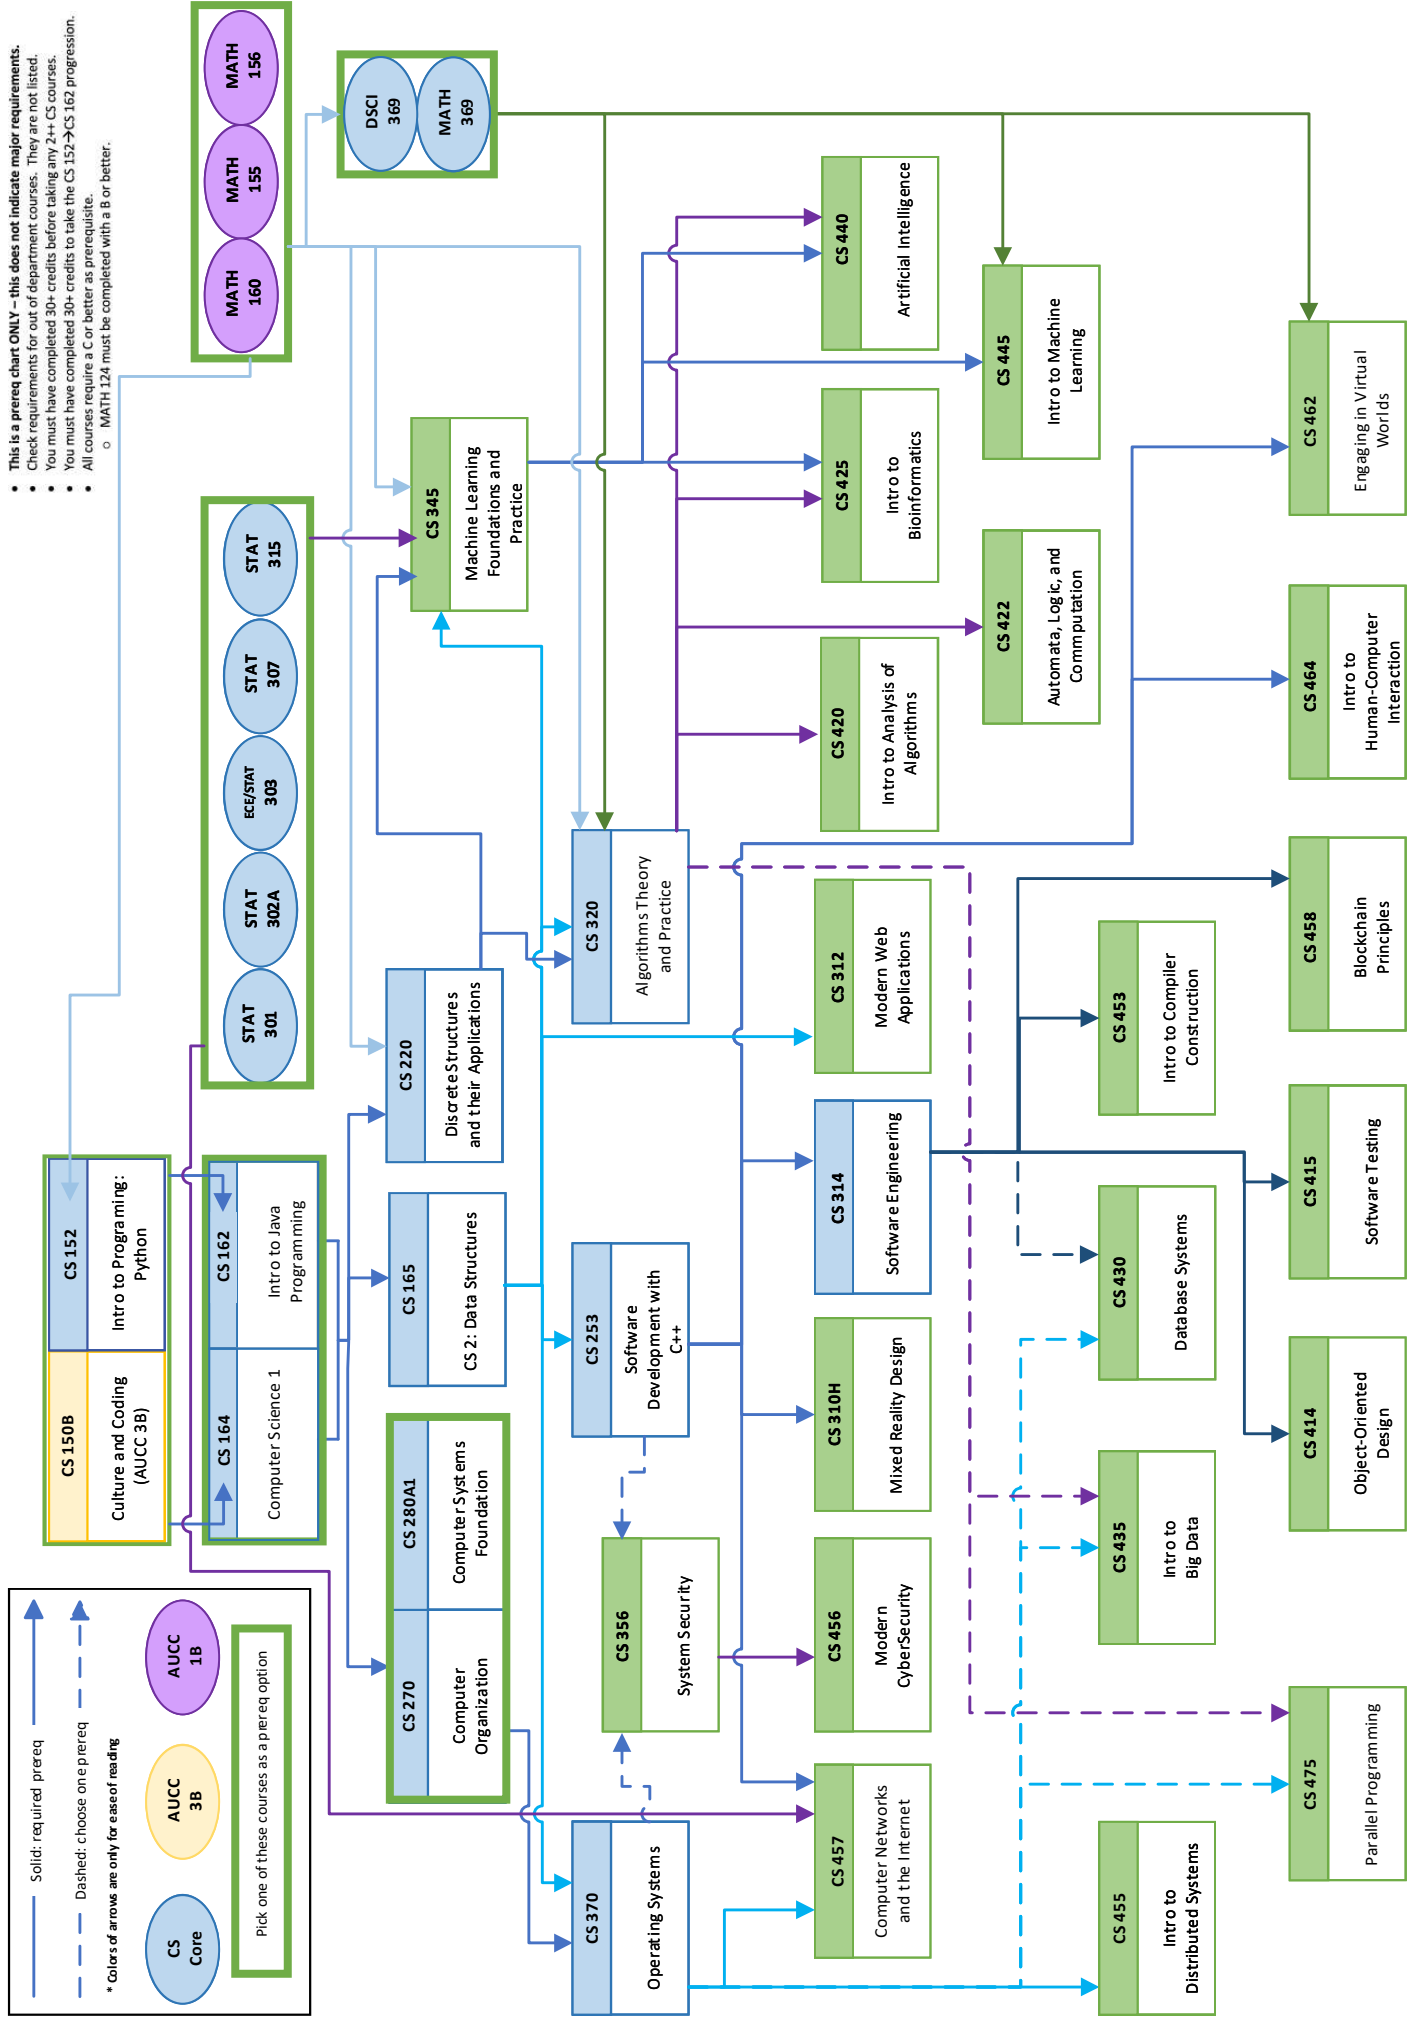 • This is a prereq chart ONLY – this does not indicate major requirements.
• Check requirements for out of department courses. They are not listed.
• You must have completed 30+ credits before taking any 2++ CS courses.
• You must have completed 30+ credits to take the CS 152→CS 162 progression.
• All courses require a C or better as prerequisite.
○ MATH 124 must be completed with a B or better.
Solid: required prereq
Dashed: choose one prereq
* Colors of arrows are only for ease of reading
CS
Core
AUCC
3B
AUCC
1B
Pick one of these courses as a prereq option
CS 150B
Culture and Coding
(AUCC 3B)
CS 152
Intro to Programing:
Python
CS 164
Computer Science 1
CS 162
Intro to Java
Programming
STAT
301
STAT
302A
ECE/STAT
303
STAT
307
STAT
315
MATH
160
MATH
155
MATH
156
DSCI
369
MATH
369
CS 270
Computer
Organization
CS 280A1
Computer Systems
Foundation
CS 165
CS 2: Data Structures
CS 220
Discrete Structures
and their Applications
CS 345
Machine Learning
Foundations and
Practice
CS 370
Operating Systems
CS 356
System Security
CS 253
Software
Development with
C++
CS 320
Algorithms Theory
and Practice
CS 457
Computer Networks
and the Internet
CS 456
Modern
CyberSecurity
CS 310H
Mixed Reality Design
CS 314
Software Engineering
CS 312
Modern Web
Applications
CS 420
Intro to Analysis of
Algorithms
CS 425
Intro to
Bioinformatics
CS 440
Artificial Intelligence
CS 422
Automata, Logic, and
Commputation
CS 445
Intro to Machine
Learning
CS 455
Intro to
Distributed Systems
CS 435
Intro to
Big Data
CS 430
Database Systems
CS 453
Intro to Compiler
Construction
CS 475
Parallel Programming
CS 414
Object-Oriented
Design
CS 415
Software Testing
CS 458
Blockchain
Principles
CS 464
Intro to
Human-Computer
Interaction
CS 462
Engaging in Virtual
Worlds